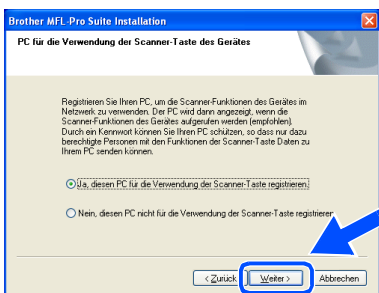 Brother MFL-Pro Suite Installation
PC für die Verwendung der Scanner-Taste des Gerätes
Registrieren Sie Ihren PC, um die Scanner-Funktionen des Gerätes im
Netzwerk zu verwenden. Der PC wird dann angezeigt, wenn die
Scanner-Funktionen des Gerätes aufgerufen werden (empfohlen).
Durch ein Kennwort können Sie Ihren PC schützen, so dass nur dazu
berechtigte Personen mit den Funktionen der Scanner-Taste Daten zu
Ihrem PC senden können.
Ja, diesen PC für die Verwendung der Scanner-Taste registrieren.
Nein, diesen PC nicht für die Verwendung der Scanner-Taste registrieren
< Zurück Weiter > Abbrechen